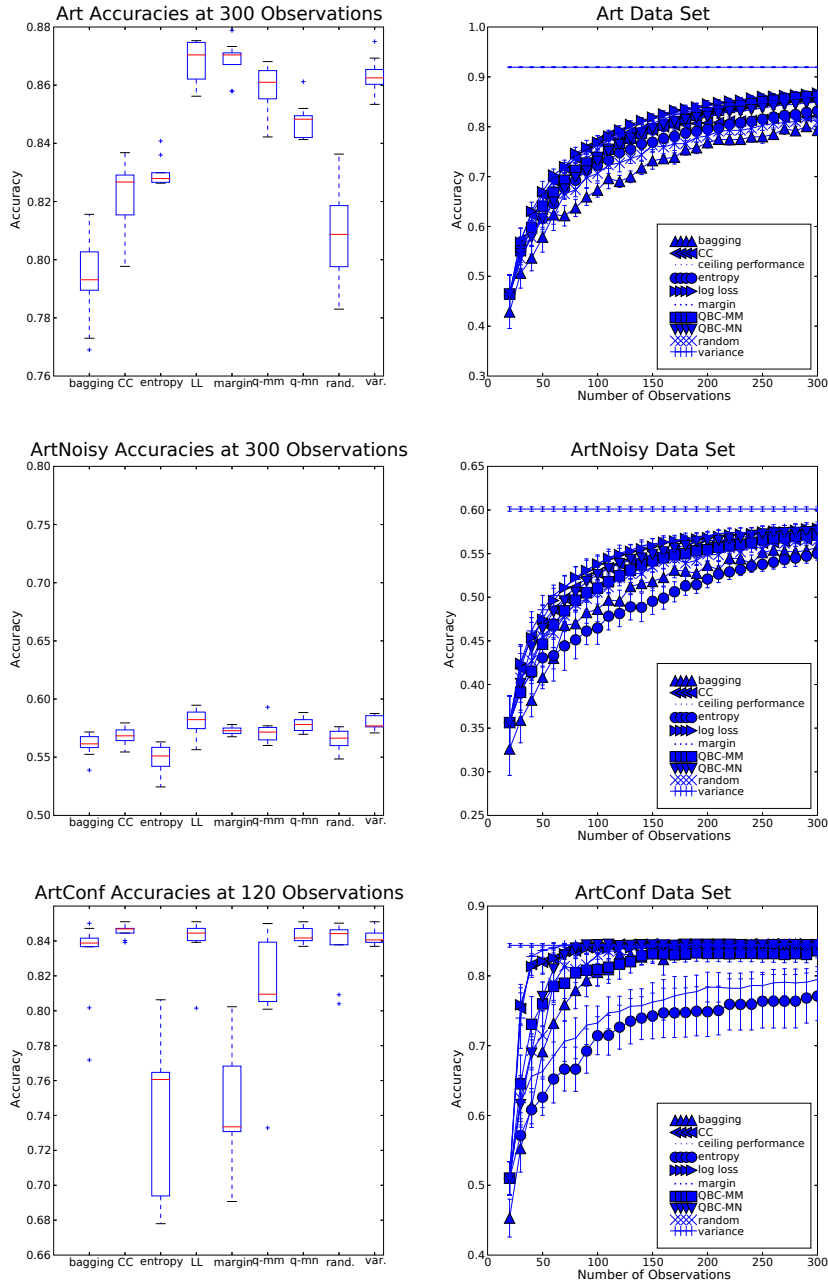 Art Accuracies at 300 Observations
0.88
0.86
0.84
0.82
0.80
0.78
0.76
Accuracy
bagging CC entropy LL margin q-mm q-mn rand. var.
Art Data Set
1.0
0.9
0.8
0.7
0.6
0.5
0.4
0.3
Accuracy
bagging
CC
ceiling performance
entropy
log loss
margin
QBC-MM
QBC-MN
random
variance
0 50 100 150 200 250 300
Number of Observations
ArtNoisy Accuracies at 300 Observations
0.80
0.75
0.70
0.65
0.60
0.55
0.50
Accuracy
bagging CC entropy LL margin q-mm q-mn rand. var.
ArtNoisy Data Set
0.65
0.60
0.55
0.50
0.45
0.40
0.35
0.30
0.25
Accuracy
bagging
CC
ceiling performance
entropy
log loss
margin
QBC-MM
QBC-MN
random
variance
0 50 100 150 200 250 300
Number of Observations
ArtConf Accuracies at 120 Observations
0.84
0.82
0.80
0.78
0.76
0.74
0.72
0.70
0.68
0.66
Accuracy
bagging CC entropy LL margin q-mm q-mn rand. var.
ArtConf Data Set
0.9
0.8
0.7
0.6
0.5
0.4
Accuracy
bagging
CC
ceiling performance
entropy
log loss
margin
QBC-MM
QBC-MN
random
variance
0 50 100 150 200 250 300
Number of Observations